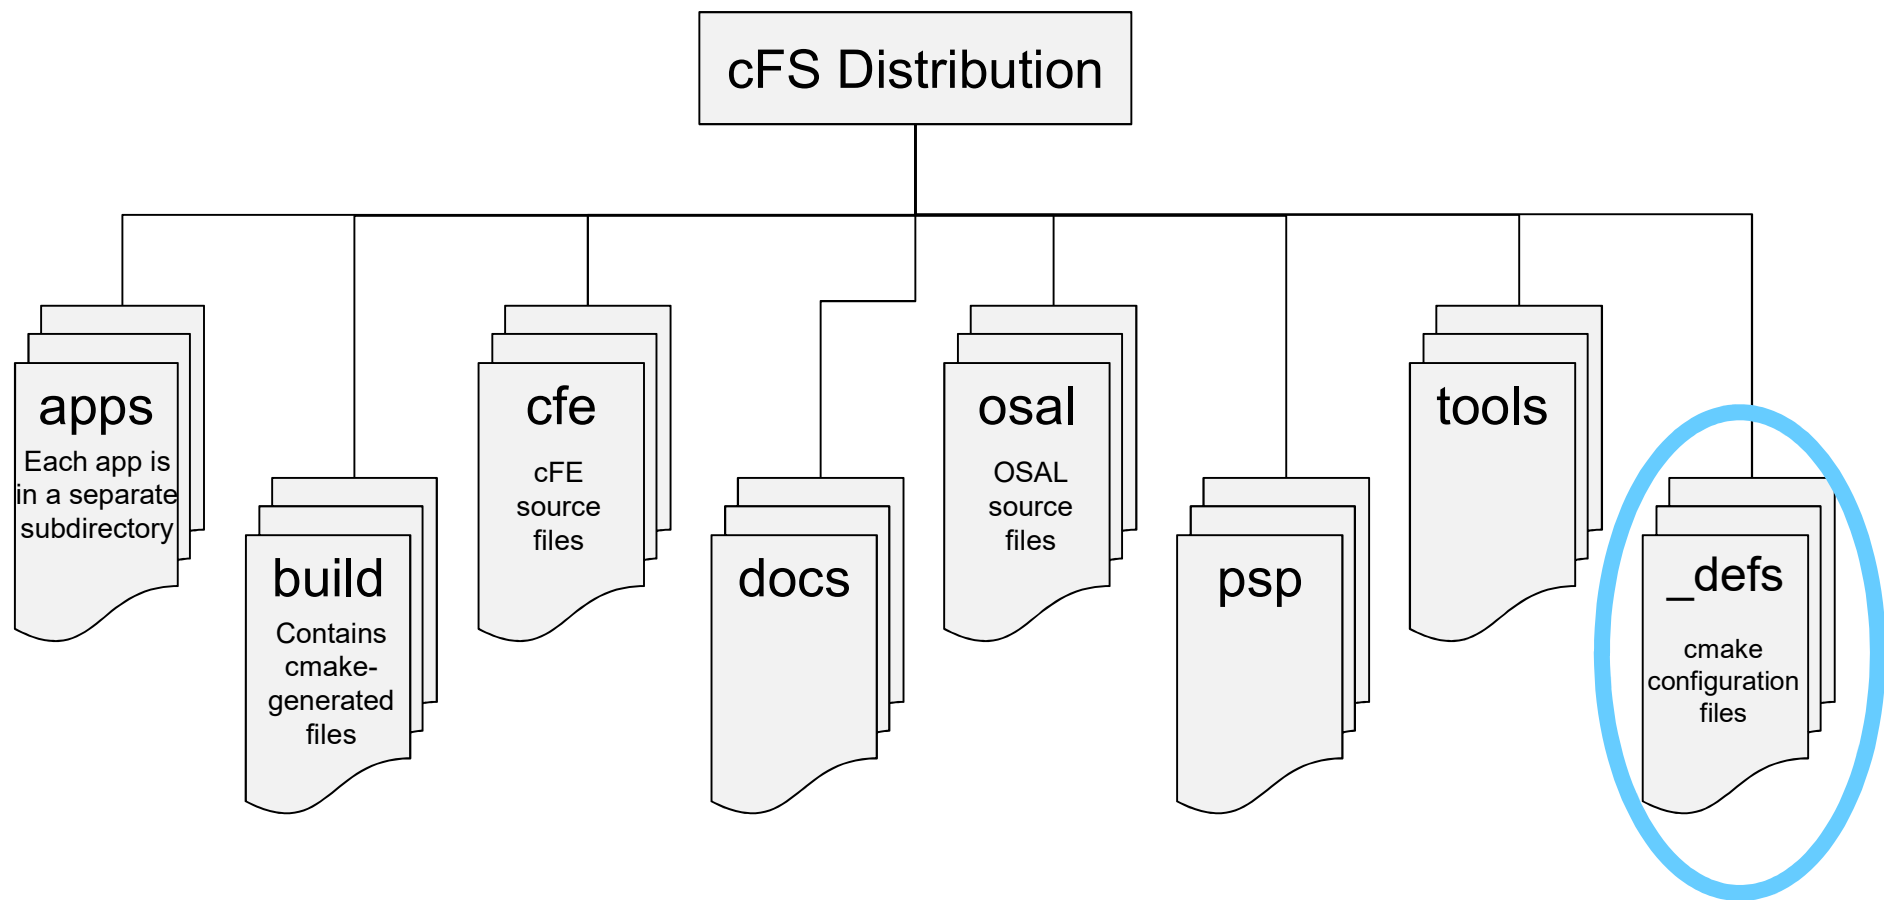 cFS Distribution
apps
Each app is
in a separate
subdirectory
build
Contains
cmake-
generated
files
cfe
cFE
source
files
docs
osal
OSAL
source
files
psp
tools
_defs
cmake
configuration
files